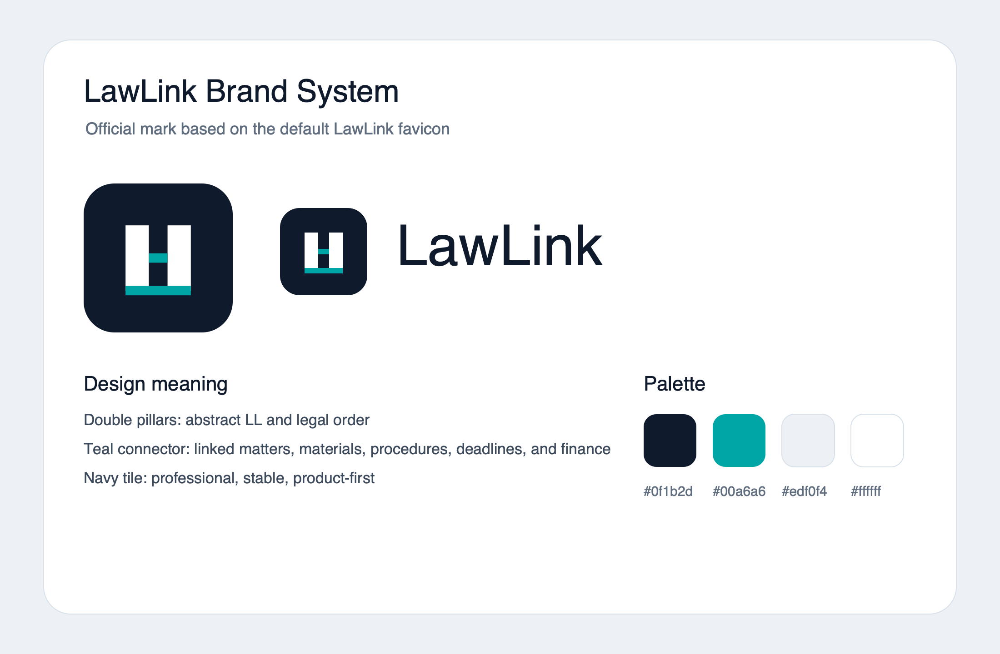 LawLink Brand System
Official mark based on the default LawLink favicon
LawLink
Design meaning
Double pillars: abstract LL and legal order
Teal connector: linked matters, materials, procedures, deadlines, and finance
Navy tile: professional, stable, product-first
Palette
#0f1b2d #00a6a6 #edf0f4 #ffffff